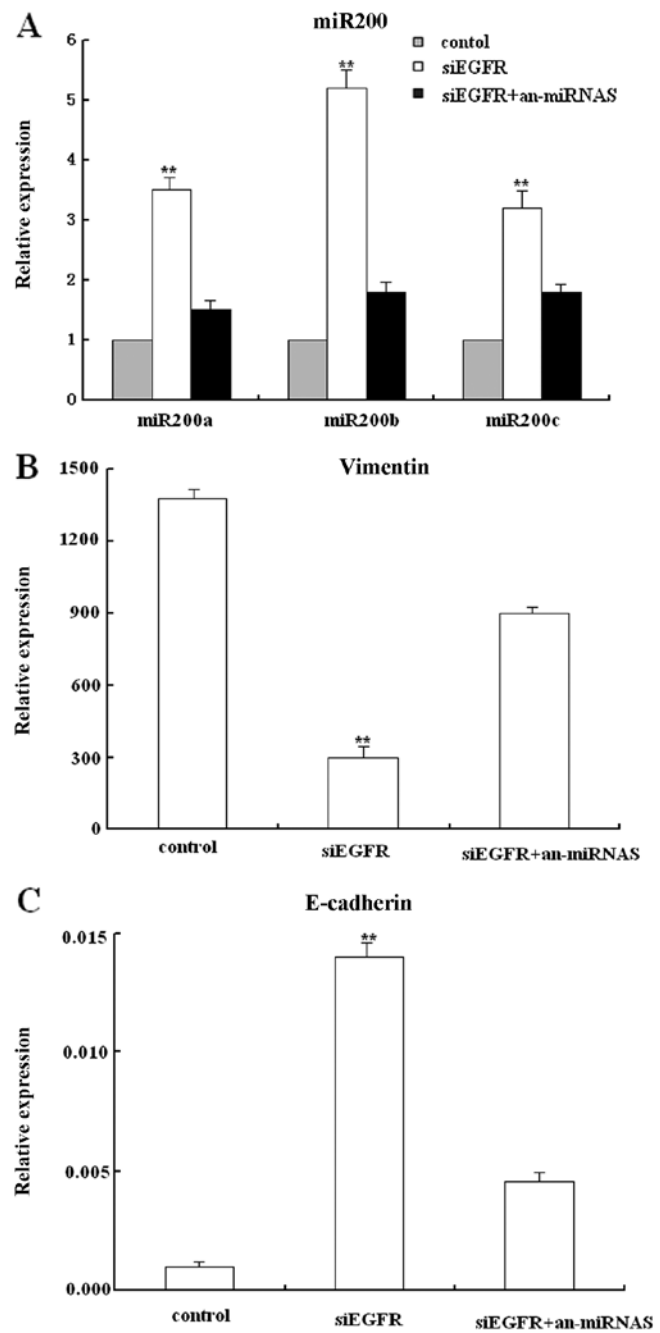 A
miR200
contol
siEGFR
siEGFR+an-miRNAS
Relative expression
6
5
4
3
2
1
0
**
**
**
miR200a miR200b miR200c
B
Vimentin
Relative expression
1500
1200
900
600
300
0
**
control siEGFR siEGFR+an-miRNAS
C
E-cadherin
Relative expression
0.015
0.010
0.005
0.000
**
control siEGFR siEGFR+an-miRNAS